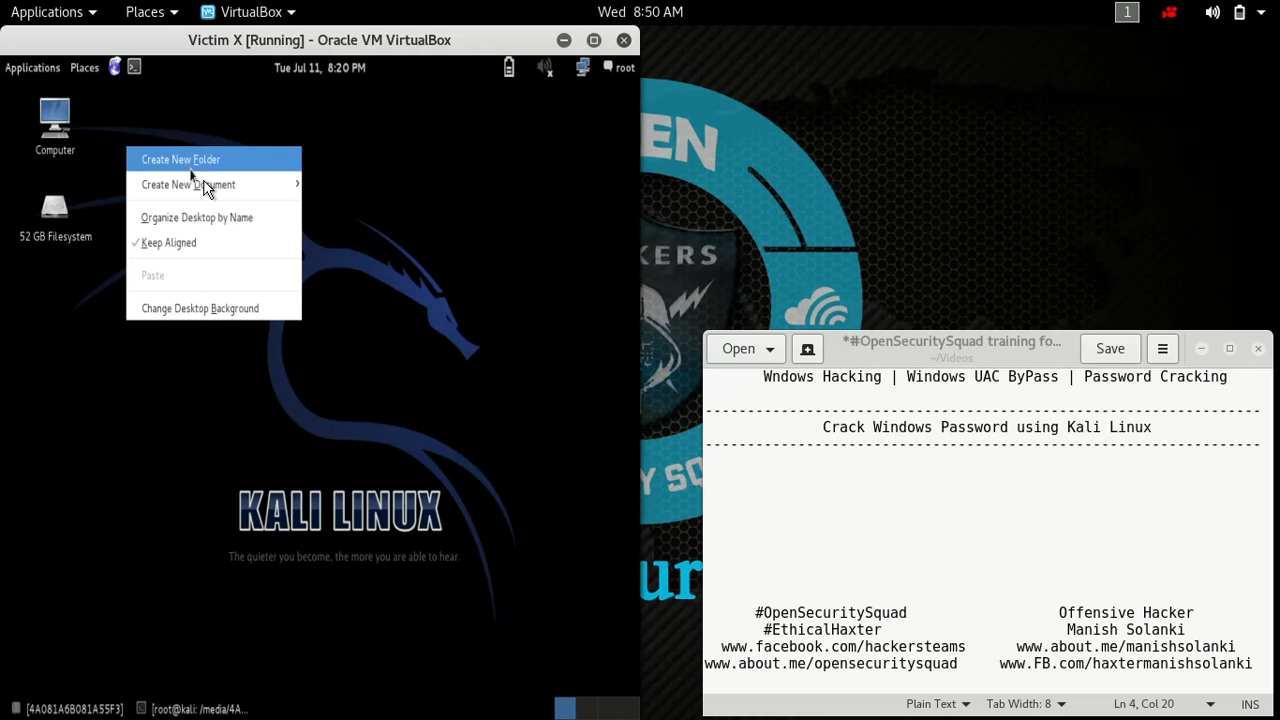 Applications Places VirtualBox Wed 8:50 AM 1
Victim X [Running] - Oracle VM VirtualBox
Applications Places Tue Jul 11, 8:20 PM root
Computer
52 GB Filesystem
Create New Folder
Create New Document
Organize Desktop by Name
Keep Aligned
Paste
Change Desktop Background
KALI LINUX
The quieter you become, the more you are able to hear.
[4A081A6B081A55F3] [root@kali: /media/4A...
EN
KERS
Y SQ
ur
Open *#OpenSecuritySquad training fo... Save
~/Videos
Wndows Hacking | Windows UAC ByPass | Password Cracking
-----------------------------------------------------------------
Crack Windows Password using Kali Linux
-----------------------------------------------------------------
#OpenSecuritySquad Offensive Hacker
#EthicalHaxter Manish Solanki
www.facebook.com/hackersteams www.about.me/manishsolanki
www.about.me/opensecuritysquad www.FB.com/haxtermanishsolanki
Plain Text Tab Width: 8 Ln 4, Col 20 INS